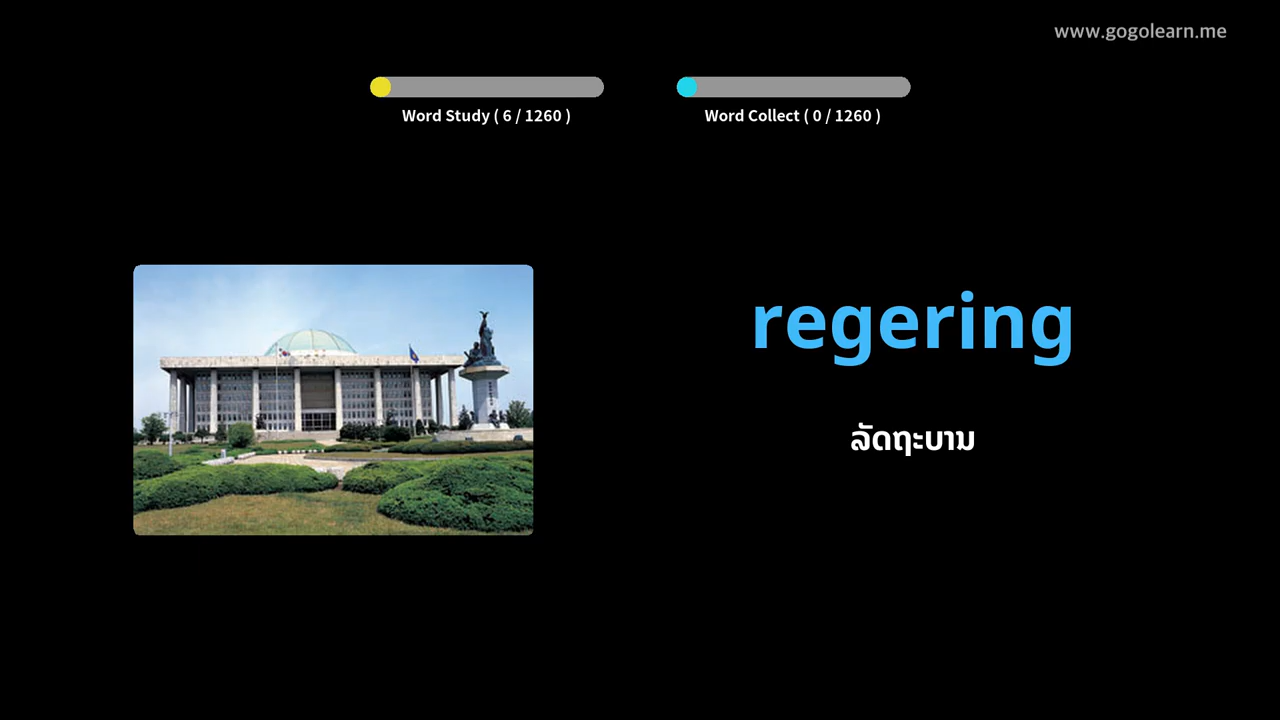 www.gogolearn.me
Word Study ( 6 / 1260 )
Word Collect ( 0 / 1260 )
regering
ລັດຖະບານ